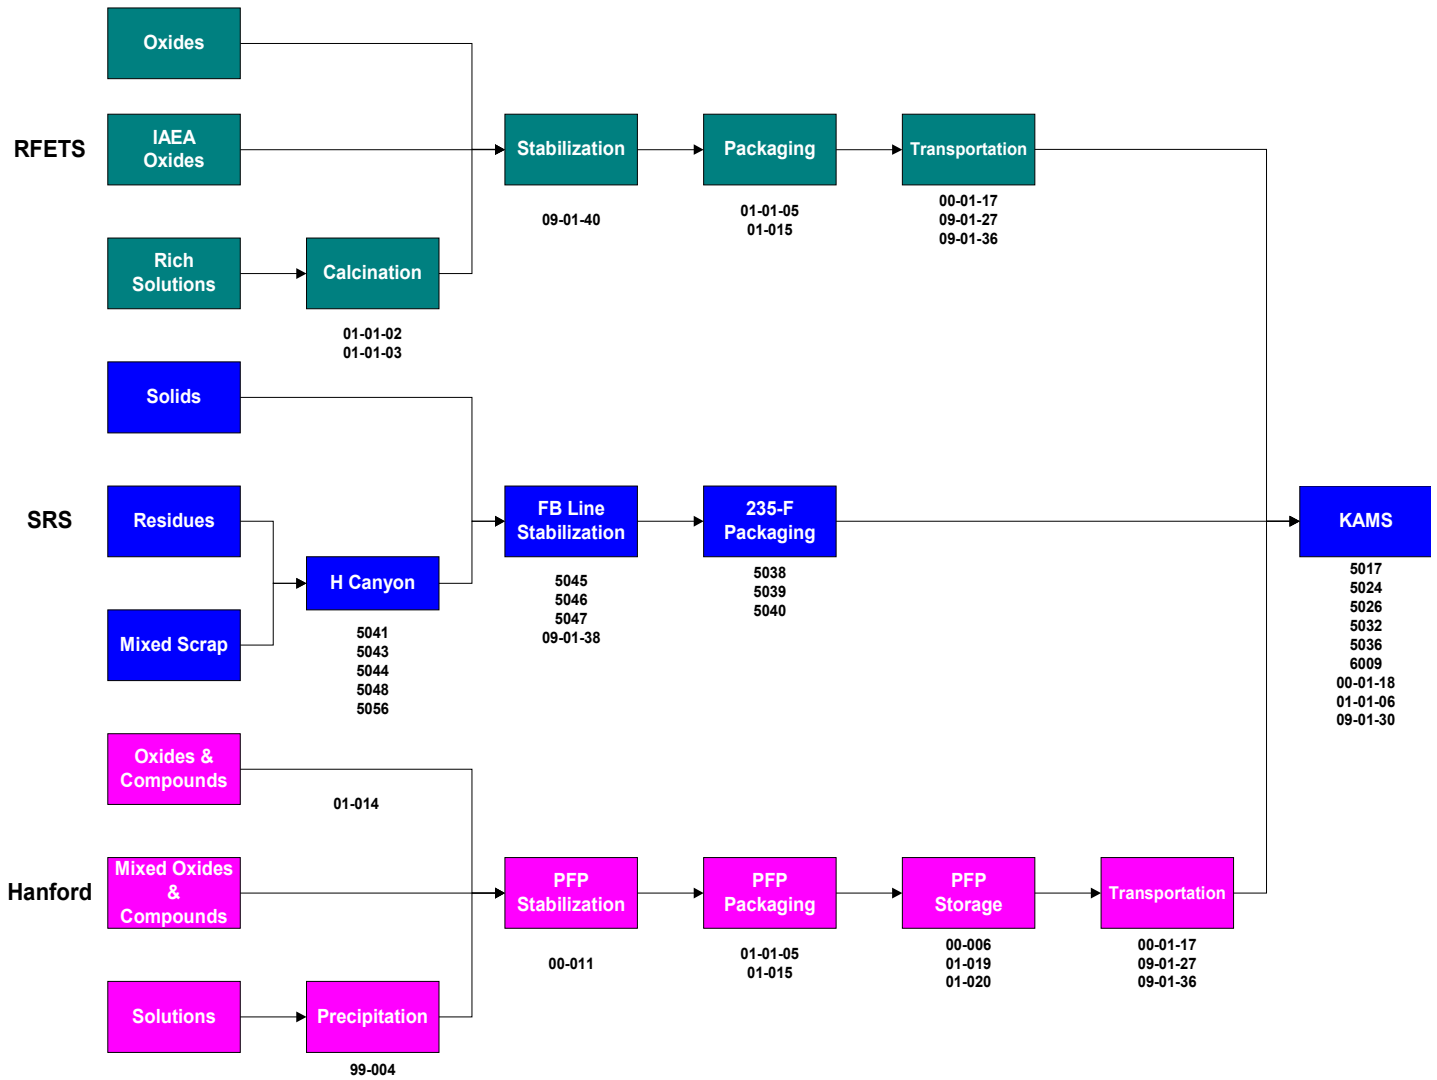 Oxides
RFETS
IAEA
Oxides
Stabilization
Packaging
Transportation
09-01-40
01-01-05
01-015
00-01-17
09-01-27
09-01-36
Rich
Solutions
Calcination
01-01-02
01-01-03
Solids
SRS
Residues
FB Line
Stabilization
235-F
Packaging
KAMS
H Canyon
Mixed Scrap
5041
5043
5044
5048
5056
5045
5046
5047
09-01-38
5038
5039
5040
5017
5024
5026
5032
5036
6009
00-01-18
01-01-06
09-01-30
Oxides &
Compounds
01-014
Hanford
Mixed Oxides
&
Compounds
PFP
Stabilization
PFP
Packaging
PFP
Storage
Transportation
00-011
01-01-05
01-015
00-006
01-019
01-020
00-01-17
09-01-27
09-01-36
Solutions
Precipitation
99-004